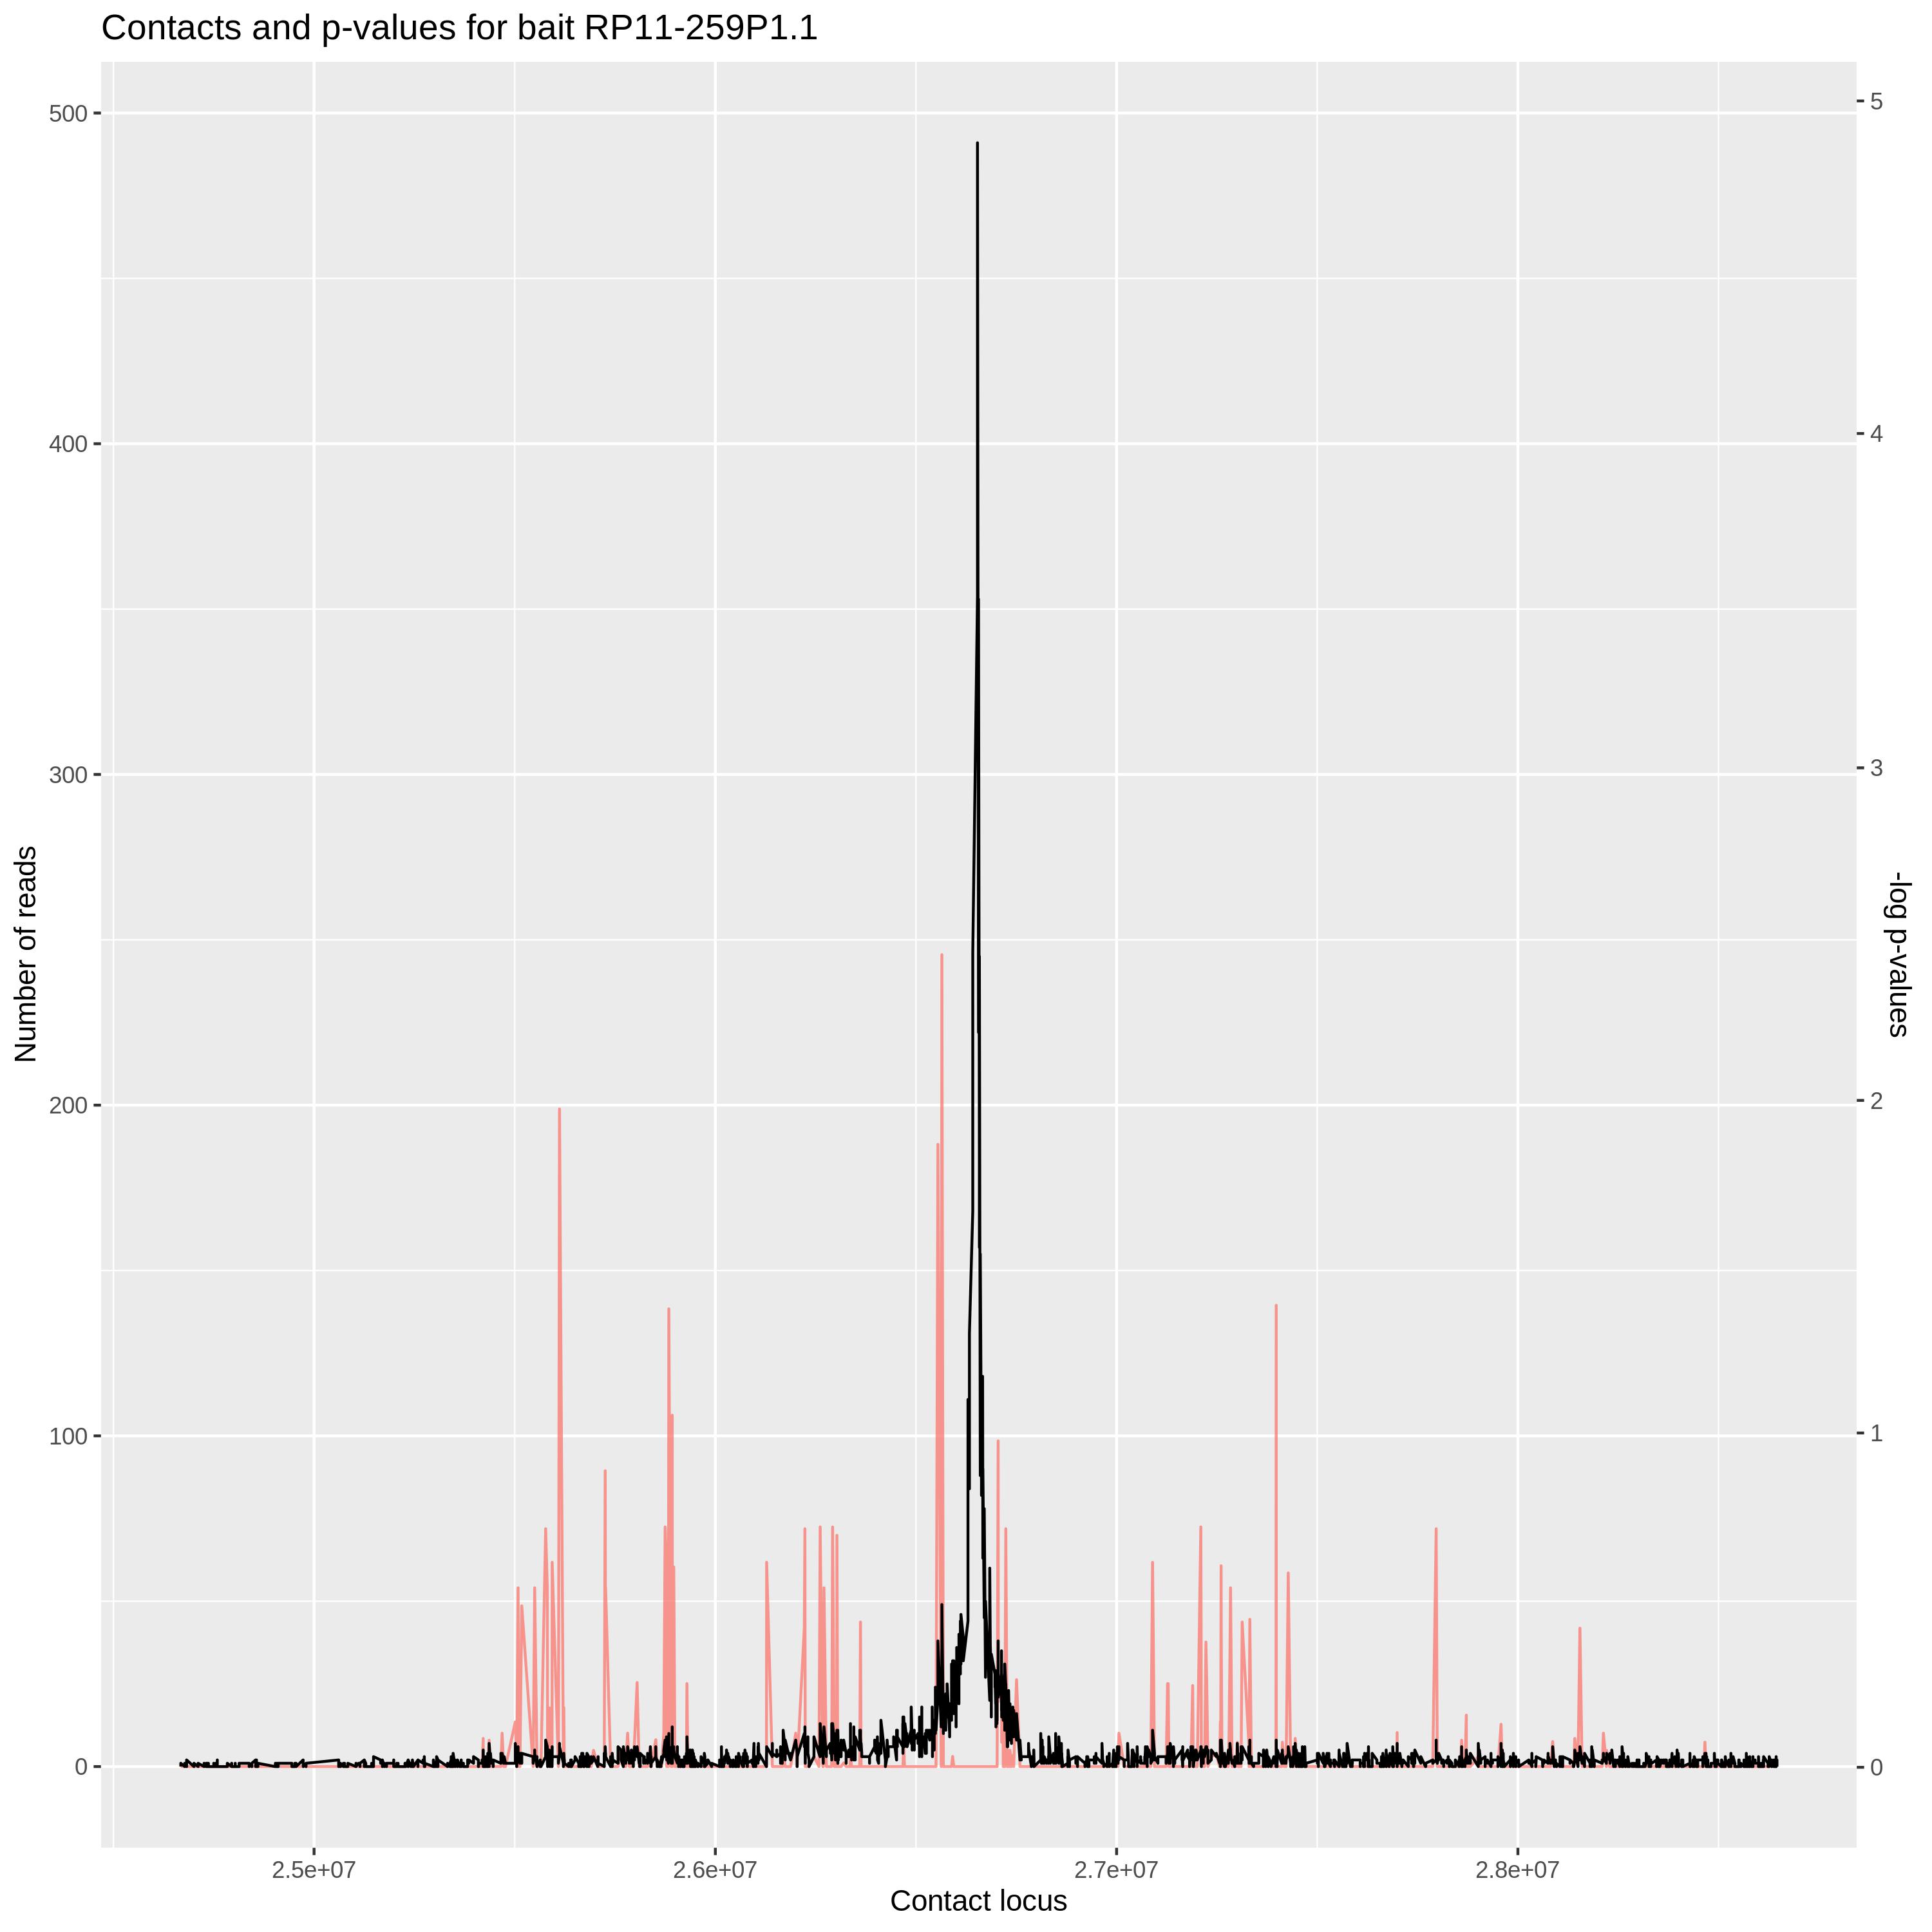 Contacts and p-values for bait RP11-259P1.1
500
400
300
200
100
0
Number of reads
5
4
3
2
1
0
-log p-values
2.5e+07
2.6e+07
2.7e+07
2.8e+07
Contact locus